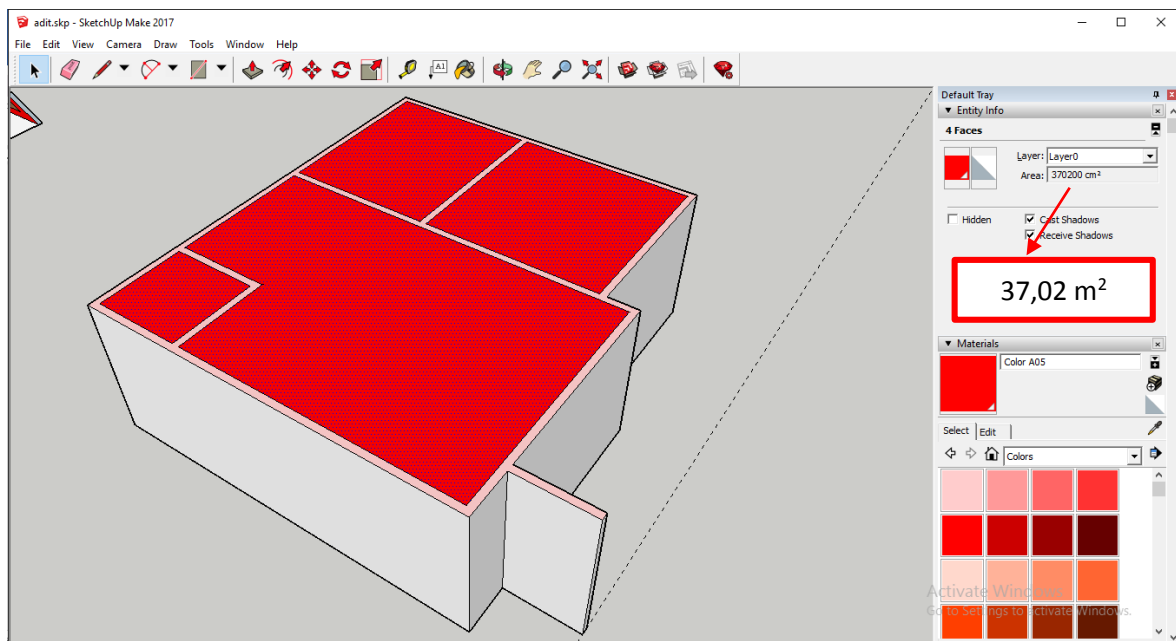 adit.skp - SketchUp Make 2017
File Edit View Camera Draw Tools Window Help
A1
Default Tray
Entity Info
4 Faces
Layer: Layer0
Area: 370200 cm²
Hidden
Cast Shadows
Receive Shadows
37,02 m²
Materials
Color A05
Select Edit
Colors
Activate Windows
Go to Settings to activate Windows.